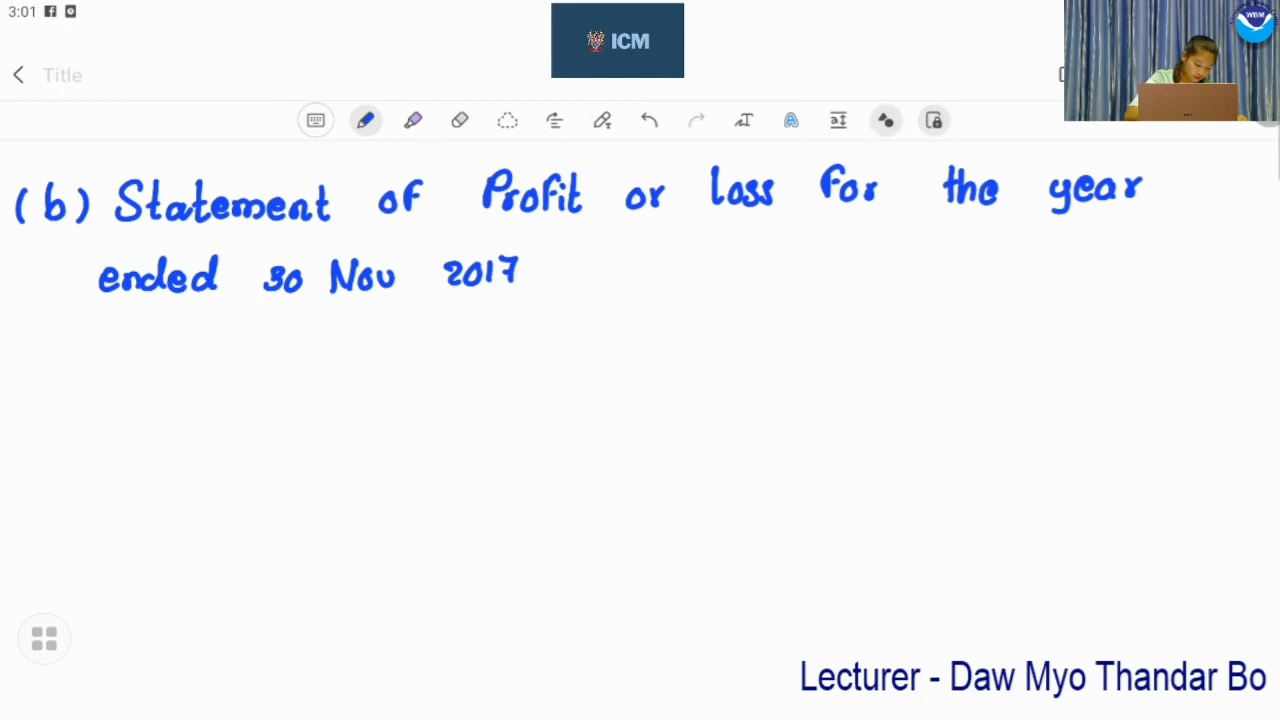 3:01
ICM
WBM
Title
(b) Statement of Profit or loss for the year
ended 30 Nov 2017
Lecturer - Daw Myo Thandar Bo